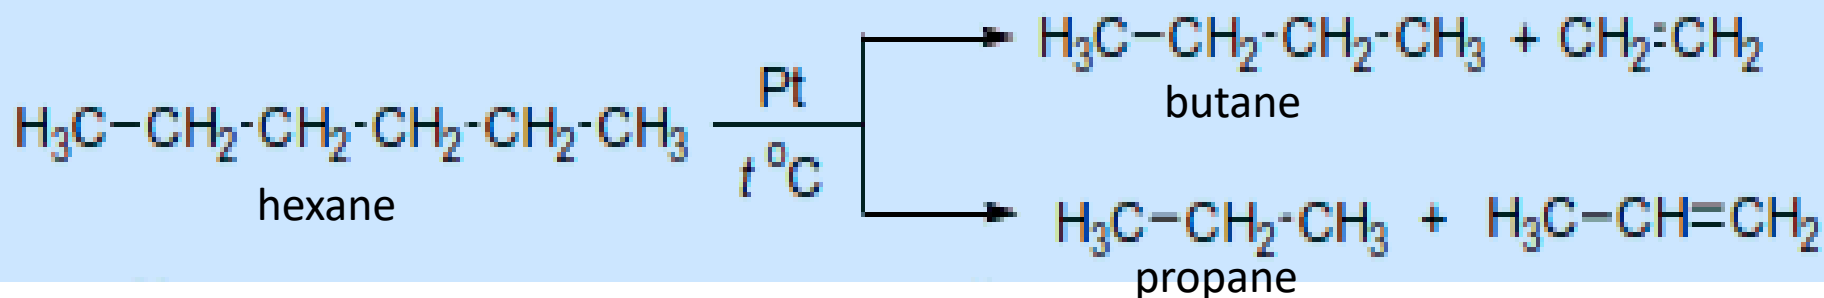 H₃C–CH₂-CH₂-CH₃ + CH₂=CH₂
butane
H₃C–CH₂-CH₂-CH₂-CH₂-CH₃
Pt
t °C
hexane
H₃C–CH₂-CH₃ + H₃C–CH=CH₂
propane